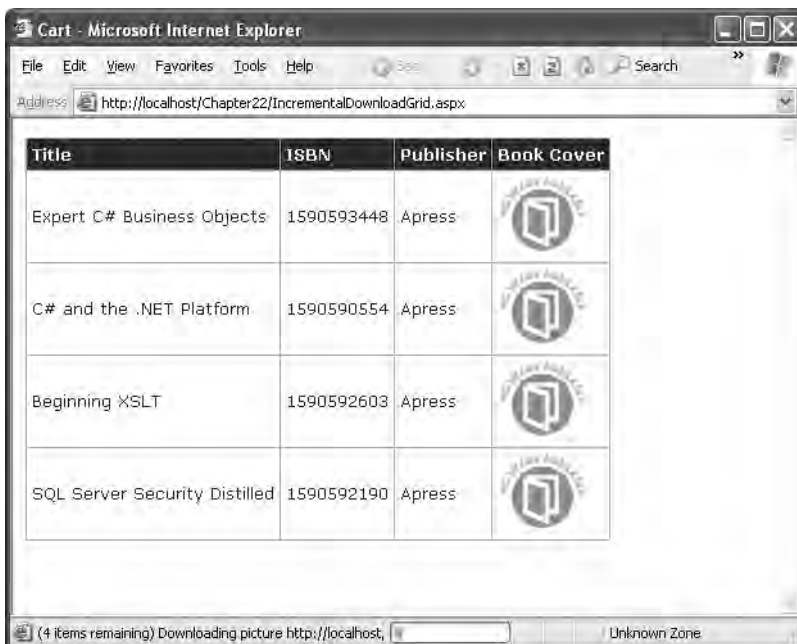 Cart - Microsoft Internet Explorer
File Edit View Favorites Tools Help Search
Address http://localhost/Chapter22/IncrementalDownloadGrid.aspx
Title ISBN Publisher Book Cover
Expert C# Business Objects 1590593448 Apress
C# and the .NET Platform 1590590554 Apress
Beginning XSLT 1590592603 Apress
SQL Server Security Distilled 1590592190 Apress
(4 items remaining) Downloading picture http://localhost, Unknown Zone